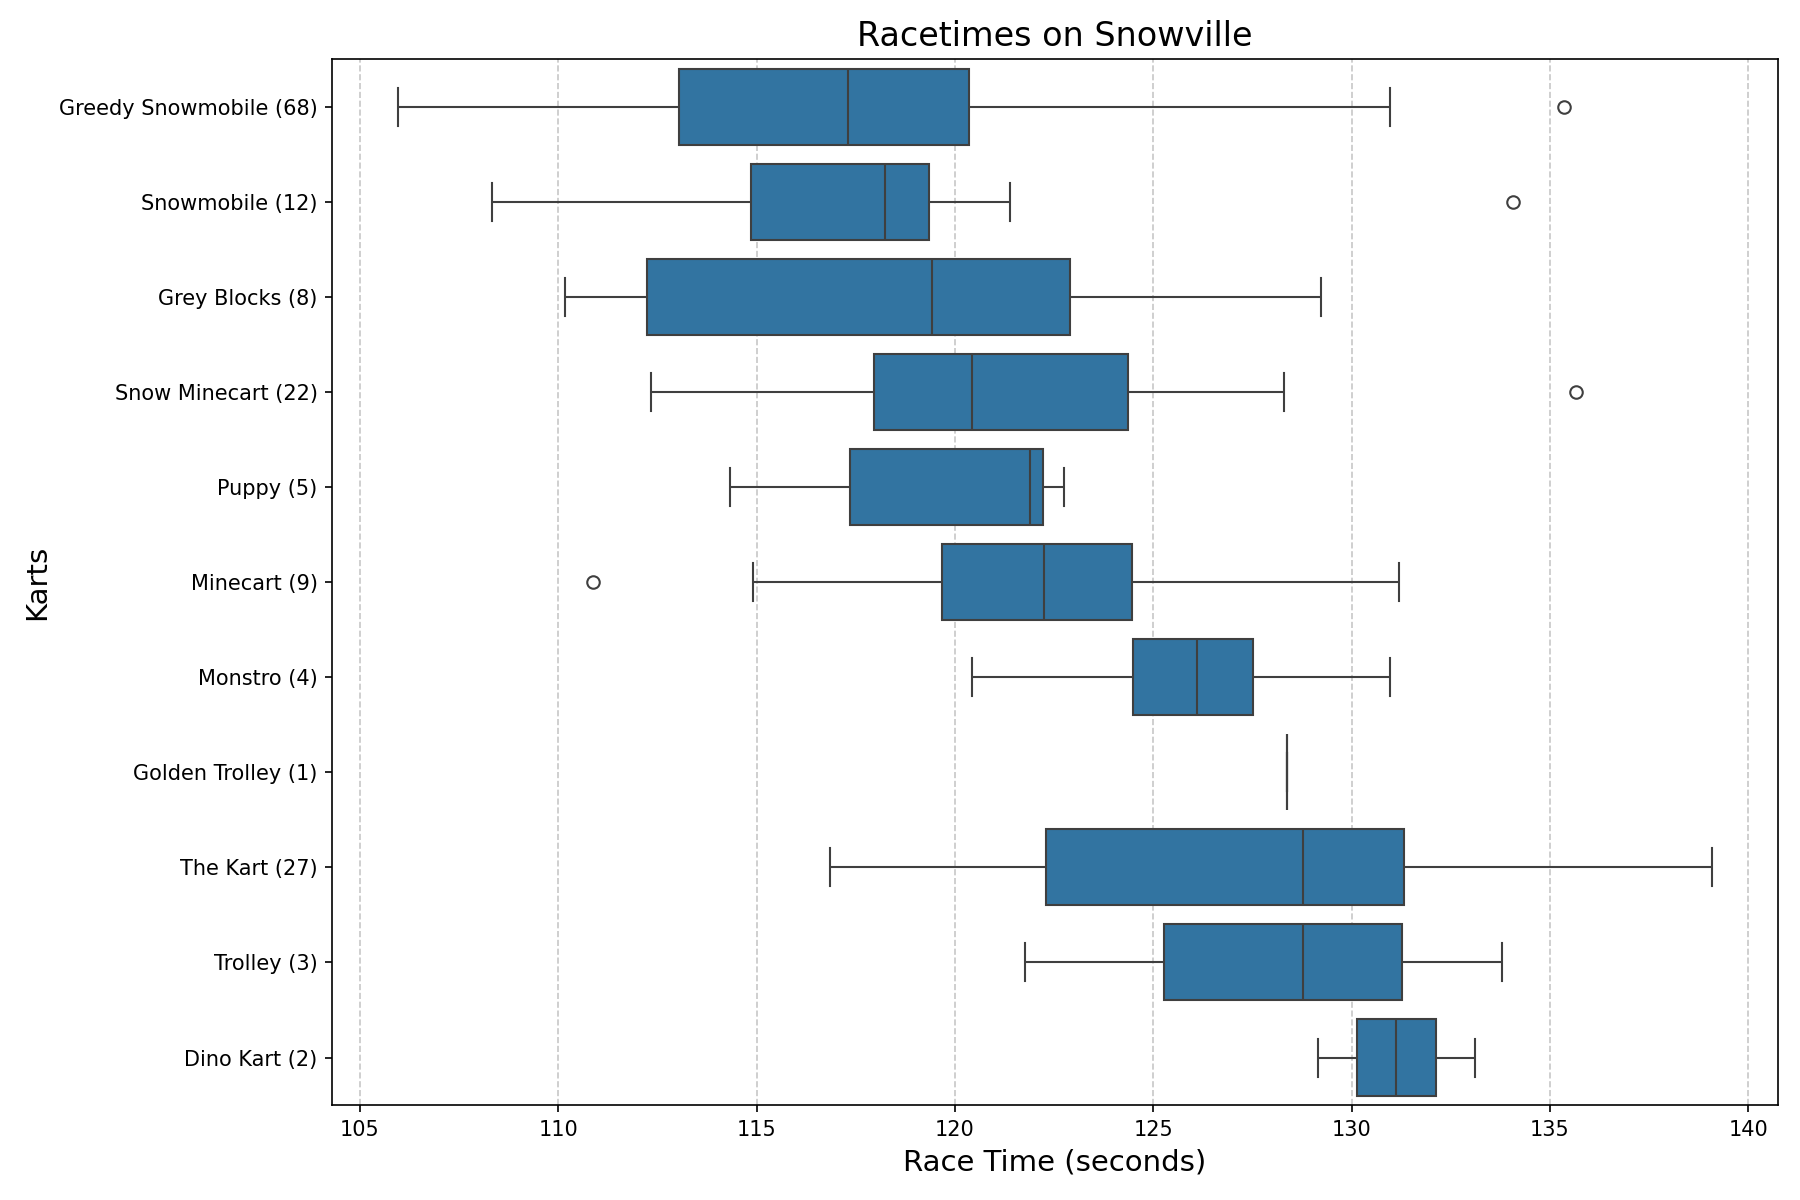 Racetimes on Snowville
Greedy Snowmobile (68)
Snowmobile (12)
Grey Blocks (8)
Snow Minecart (22)
Puppy (5)
Minecart (9)
Monstro (4)
Golden Trolley (1)
The Kart (27)
Trolley (3)
Dino Kart (2)
Karts
105 110 115 120 125 130 135 140
Race Time (seconds)